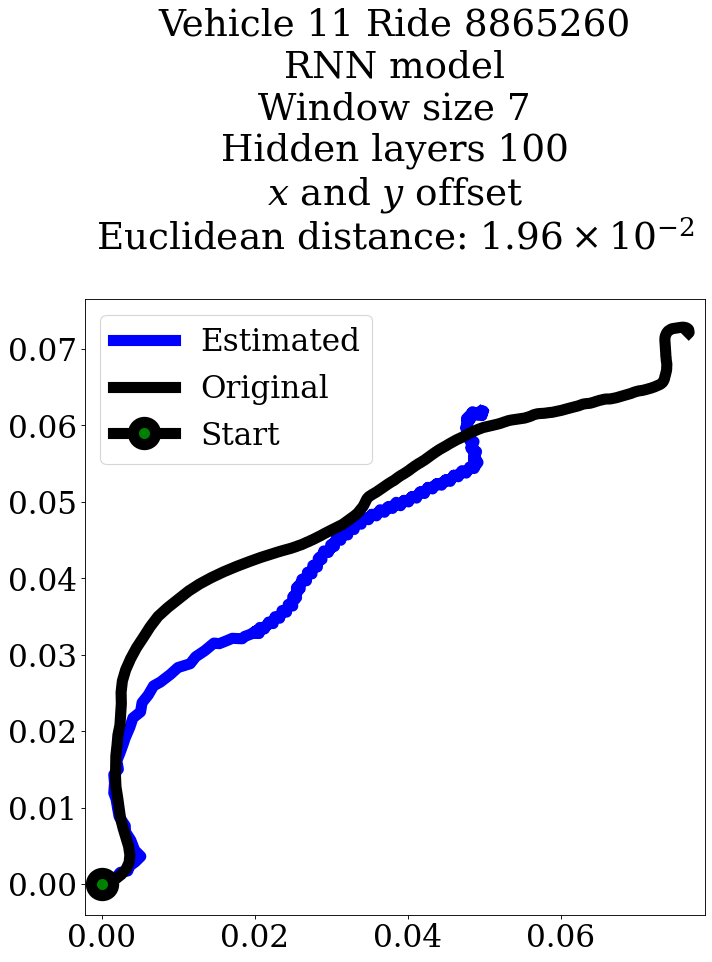 Vehicle 11 Ride 8865260
RNN model
Window size 7
Hidden layers 100
x and y offset
Euclidean distance: 1.96 × 10⁻²
Estimated
Original
Start
0.07
0.06
0.05
0.04
0.03
0.02
0.01
0.00
0.00 0.02 0.04 0.06